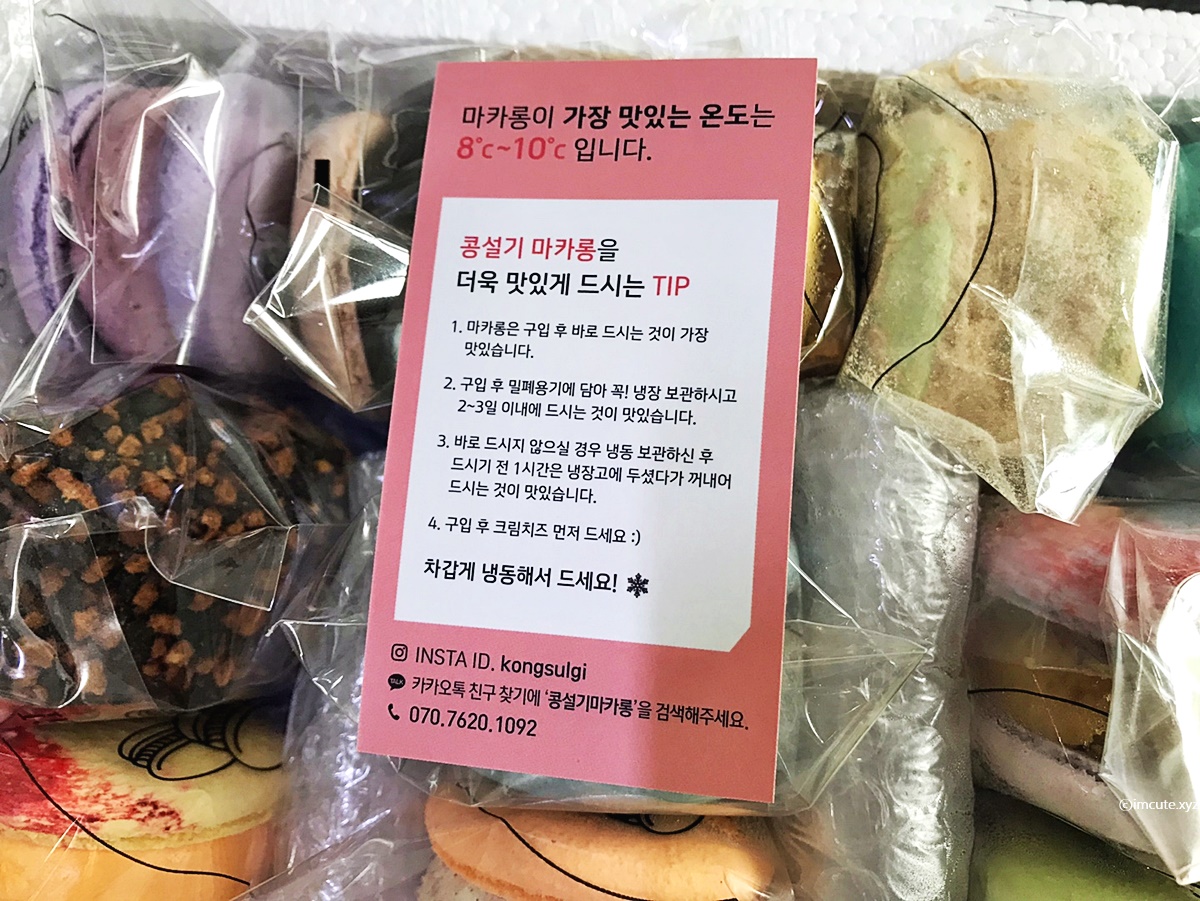 마카롱이 가장 맛있는 온도는
8°c~10°c 입니다.
콩설기 마카롱을
더욱 맛있게 드시는 TIP
1. 마카롱은 구입 후 바로 드시는 것이 가장
맛있습니다.
2. 구입 후 밀폐용기에 담아 꼭! 냉장 보관하시고
2~3일 이내에 드시는 것이 맛있습니다.
3. 바로 드시지 않으실 경우 냉동 보관하신 후
드시기 전 1시간은 냉장고에 두셨다가 꺼내어
드시는 것이 맛있습니다.
4. 구입 후 크림치즈 먼저 드세요 :)
차갑게 냉동해서 드세요!
INSTA ID. kongsulgi
TALK 카카오톡 친구 찾기에 '콩설기마카롱'을 검색해주세요.
070.7620.1092
ⓒimcute.xyz